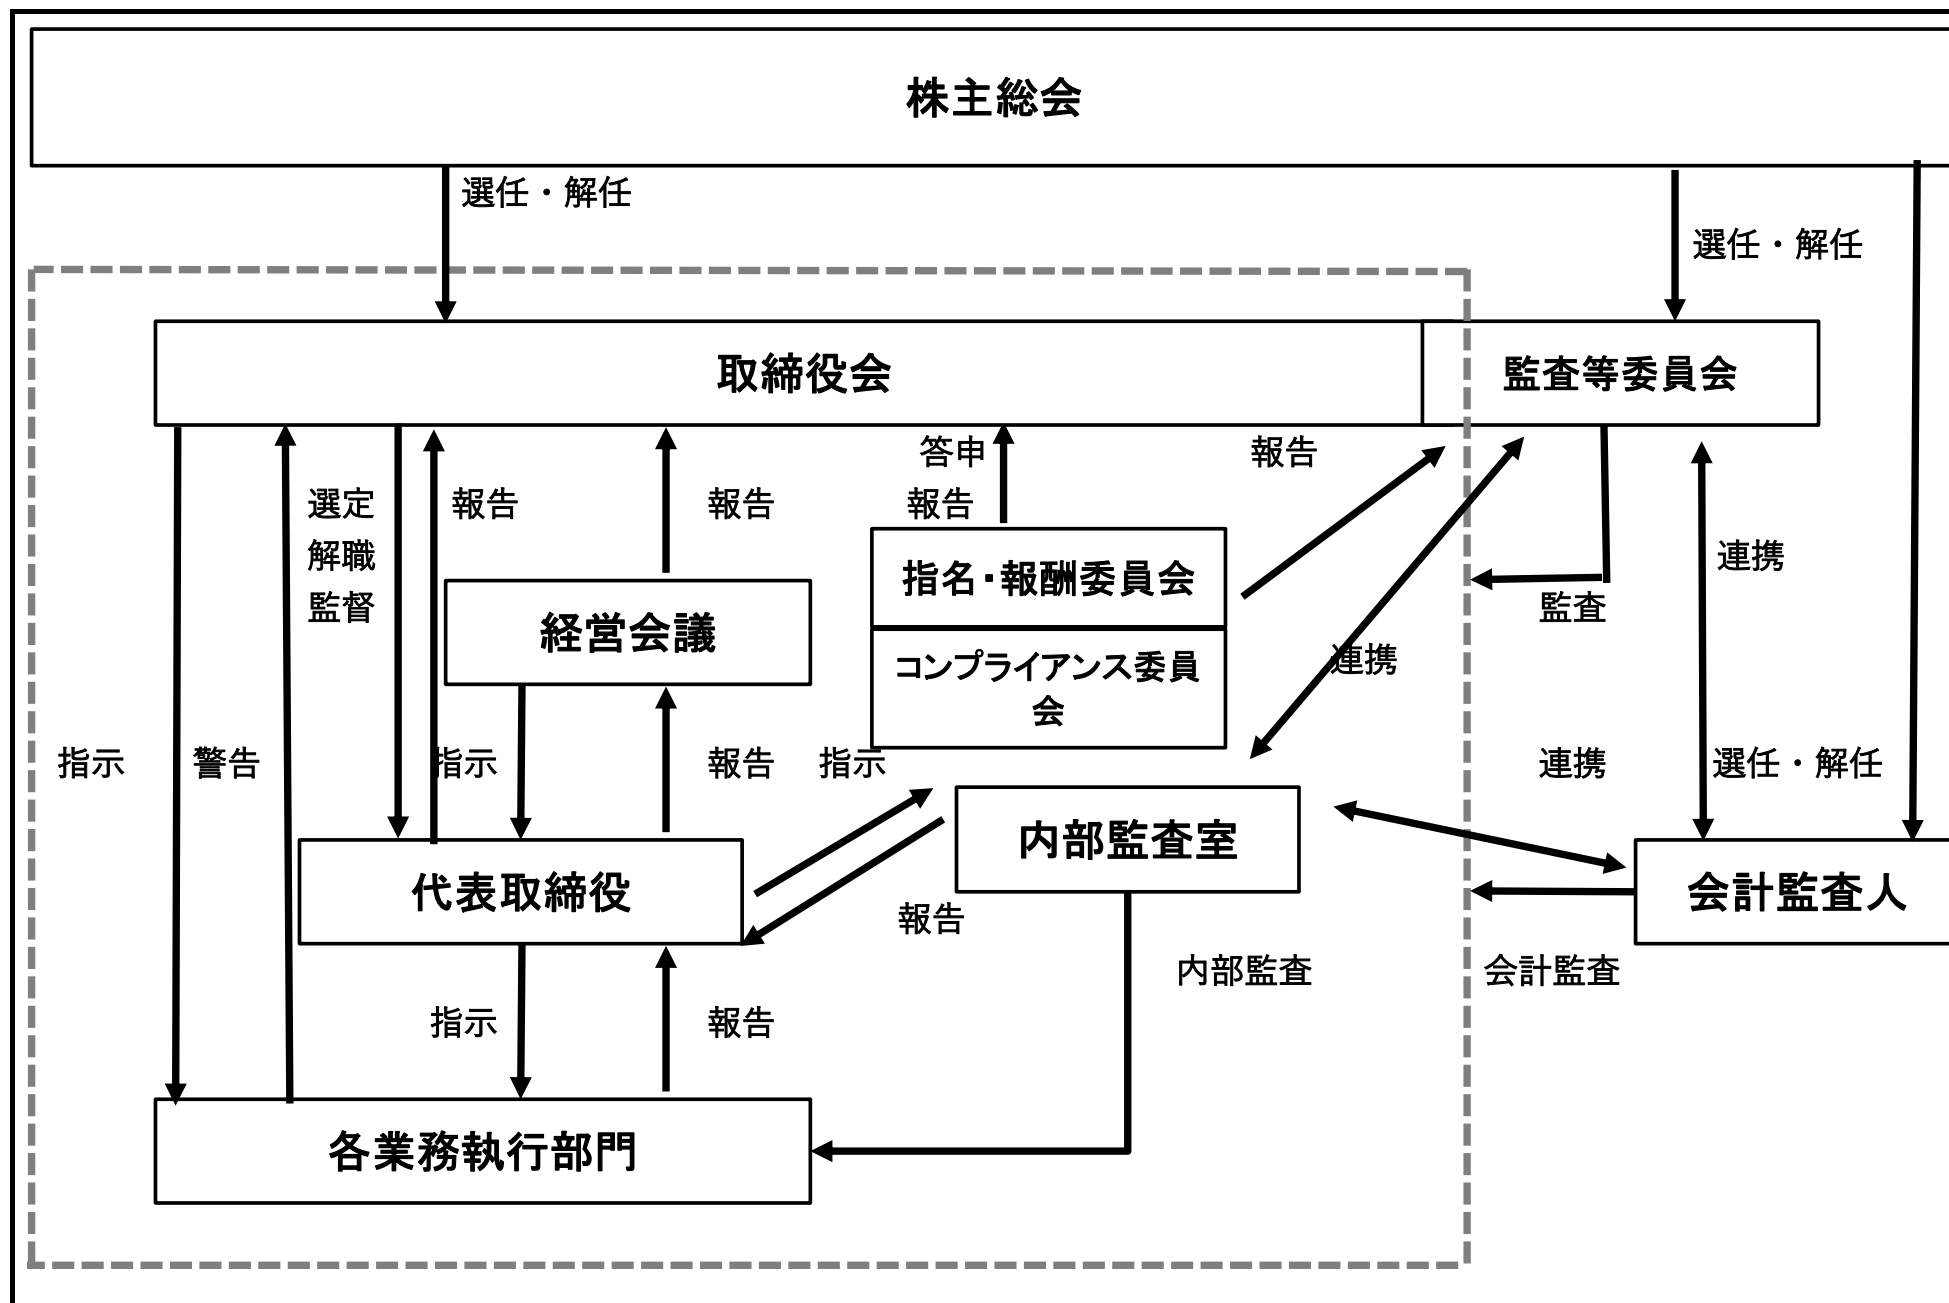 株主総会
選任・解任
選任・解任
取締役会
監査等委員会
答申
報告
報告
選定
報告
報告
報告
解職
連携
指名・報酬委員会
監督
監査
経営会議
連携
コンプライアンス委員
会
指示
警告
指示
報告
指示
連携
選任・解任
内部監査室
代表取締役
会計監査人
報告
内部監査
会計監査
指示
報告
各業務執行部門